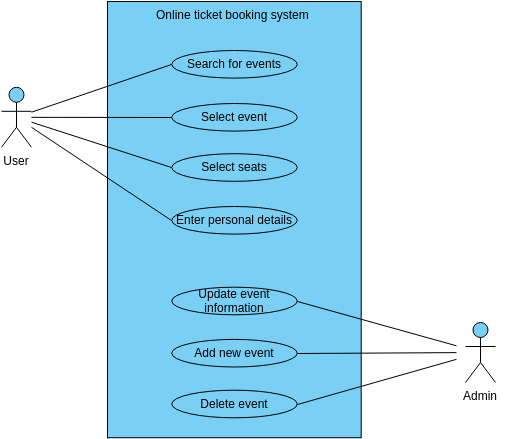 Online ticket booking system
Search for events
Select event
User
Select seats
Enter personal details
Update event
information
Add new event
Admin
Delete event